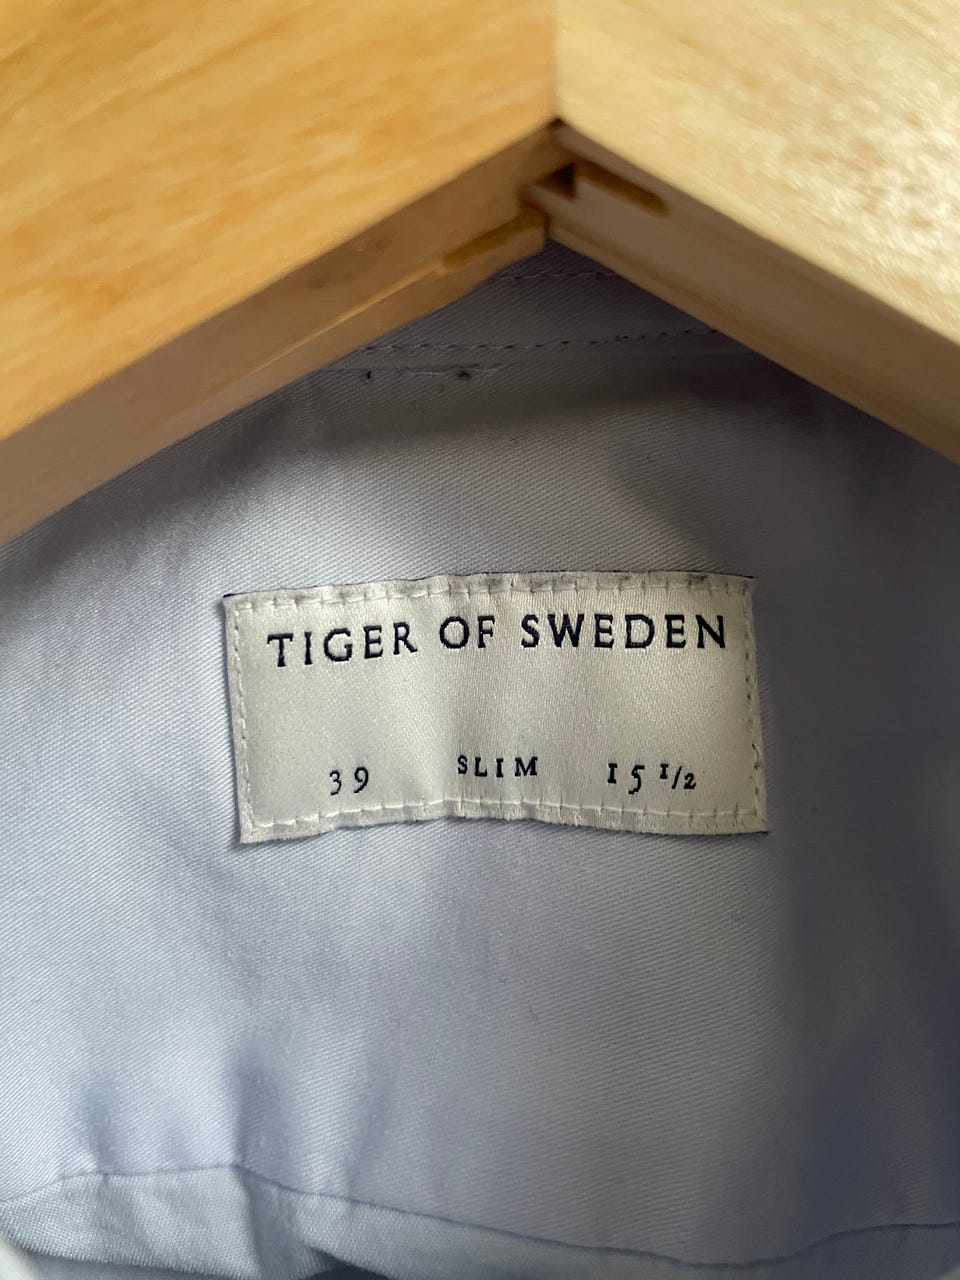 TIGER OF SWEDEN
39 SLIM 15 1/2